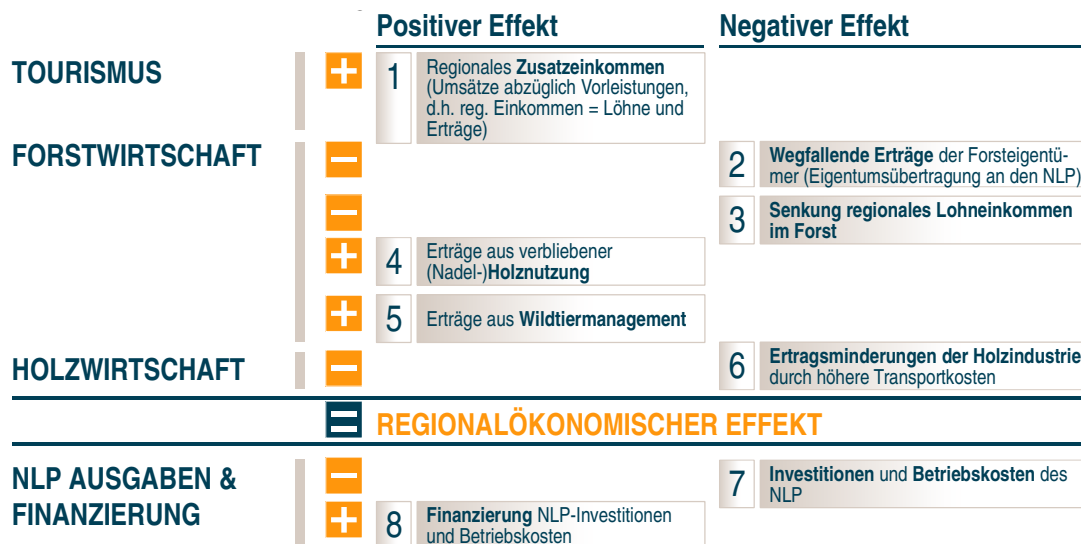 Positiver Effekt
Negativer Effekt
TOURISMUS
1
Regionales Zusatzeinkommen
(Umsätze abzüglich Vorleistungen,
d.h. reg. Einkommen = Löhne und
Erträge)
FORSTWIRTSCHAFT
2
Wegfallende Erträge der Forsteigentü-
mer (Eigentumsübertragung an den NLP)
3
Senkung regionales Lohneinkommen
im Forst
4
Erträge aus verbliebener
(Nadel-)Holznutzung
5
Erträge aus Wildtiermanagement
HOLZWIRTSCHAFT
6
Ertragsminderungen der Holzindustrie
durch höhere Transportkosten
REGIONALÖKONOMISCHER EFFEKT
NLP AUSGABEN &
FINANZIERUNG
7
Investitionen und Betriebskosten des
NLP
8
Finanzierung NLP-Investitionen
und Betriebskosten